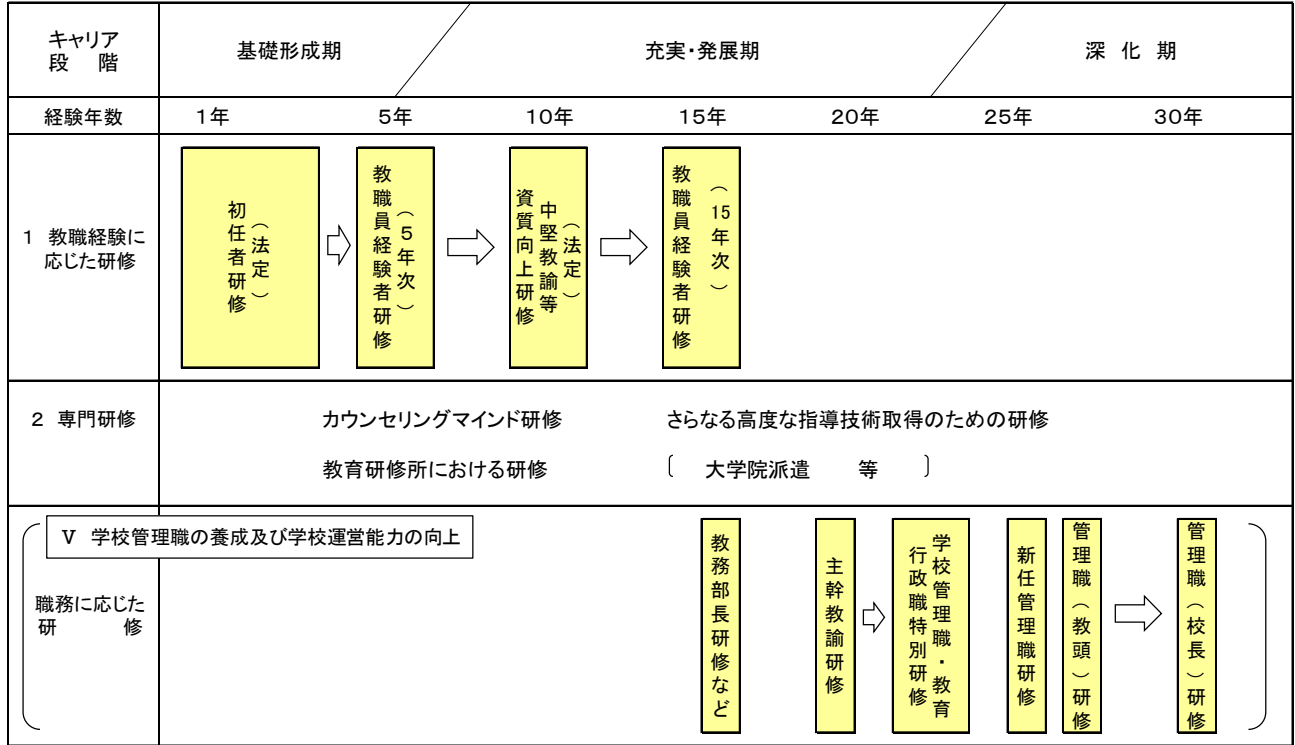 キャリア
段　階
基礎形成期
充実・発展期
深 化 期
経験年数
1年
5年
10年
15年
20年
25年
30年
1 教職経験に
応じた研修
初任者研修
（法定）
教職員経験者研修
（５年次）
中堅教諭等
資質向上研修
（法定）
教職員経験者研修
（15年次）
2 専門研修
カウンセリングマインド研修
さらなる高度な指導技術取得のための研修
教育研修所における研修
〔 大学院派遣　等 〕
Ⅴ 学校管理職の養成及び学校運営能力の向上
職務に応じた
研　修
教務部長研修など
主幹教諭研修
学校管理職・教育
行政職特別研修
新任管理職研修
管理職（教頭）研修
管理職（校長）研修